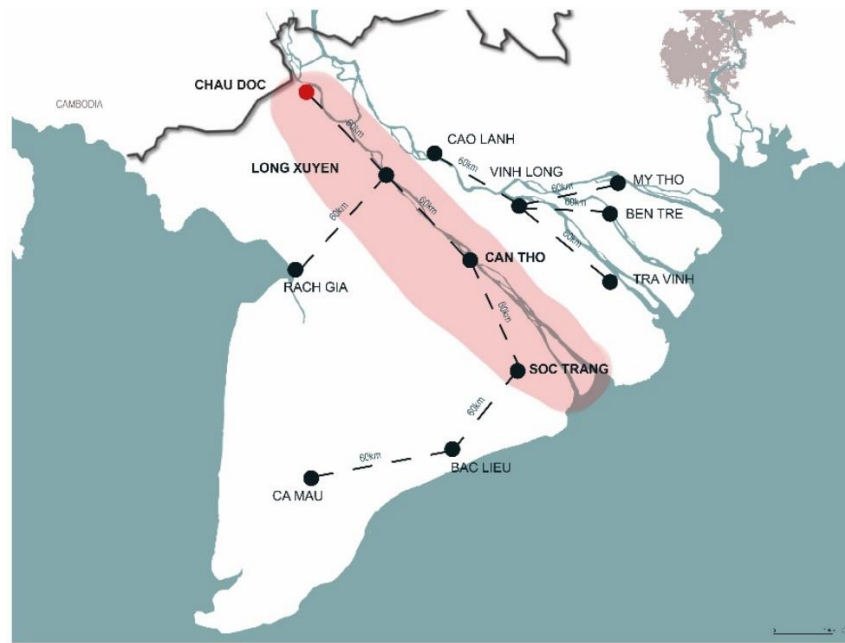 CHAU DOC
CAMBODIA
60km
CAO LANH
LONG XUYEN
60km
VINH LONG
MY THO
60km
60km
BEN TRE
60km
60km
60km
CAN THO
TRA VINH
RACH GIA
60km
SOC TRANG
60km
60km
BAC LIEU
CA MAU